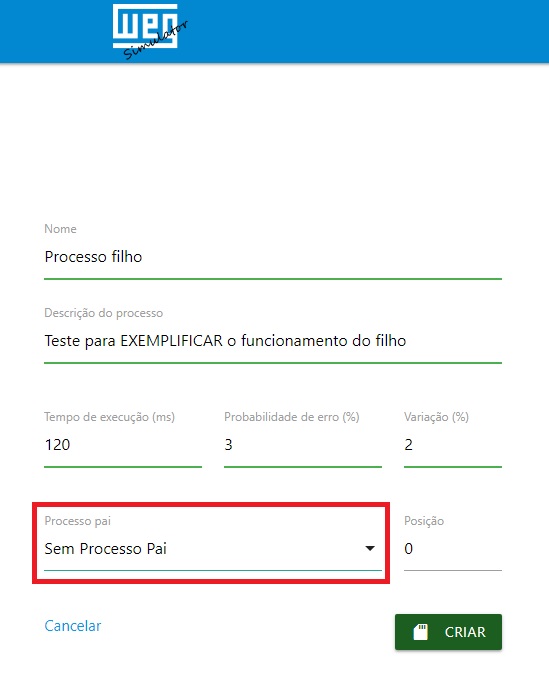 weg
Simulator
Nome
Processo filho
Descrição do processo
Teste para EXEMPLIFICAR o funcionamento do filho
Tempo de execução (ms) Probabilidade de erro (%) Variação (%)
120 3 2
Processo pai Posição
Sem Processo Pai 0
Cancelar CRIAR